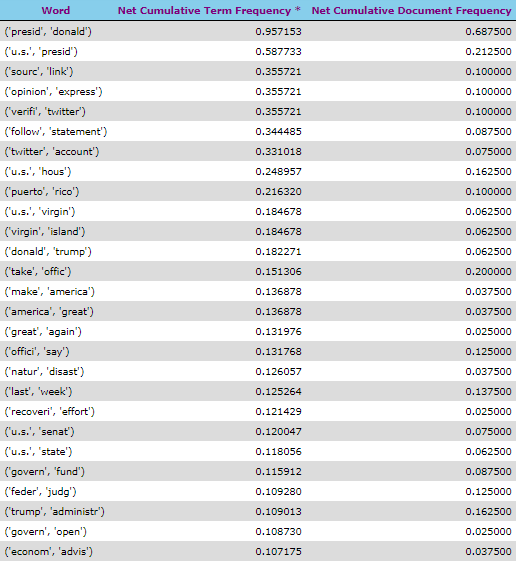 Word Net Cumulative Term Frequency * Net Cumulative Document Frequency
('presid', 'donald') 0.957153 0.687500
('u.s.', 'presid') 0.587733 0.212500
('sourc', 'link') 0.355721 0.100000
('opinion', 'express') 0.355721 0.100000
('verifi', 'twitter') 0.355721 0.100000
('follow', 'statement') 0.344485 0.087500
('twitter', 'account') 0.331018 0.075000
('u.s.', 'hous') 0.248957 0.162500
('puerto', 'rico') 0.216320 0.100000
('u.s.', 'virgin') 0.184678 0.062500
('virgin', 'island') 0.184678 0.062500
('donald', 'trump') 0.182271 0.062500
('take', 'offic') 0.151306 0.200000
('make', 'america') 0.136878 0.037500
('america', 'great') 0.136878 0.037500
('great', 'again') 0.131976 0.025000
('offici', 'say') 0.131768 0.125000
('natur', 'disast') 0.126057 0.037500
('last', 'week') 0.125264 0.137500
('recoveri', 'effort') 0.121429 0.025000
('u.s.', 'senat') 0.120047 0.075000
('u.s.', 'state') 0.118056 0.062500
('govern', 'fund') 0.115912 0.087500
('feder', 'judg') 0.109280 0.125000
('trump', 'administr') 0.109013 0.162500
('govern', 'open') 0.108730 0.025000
('econom', 'advis') 0.107175 0.037500